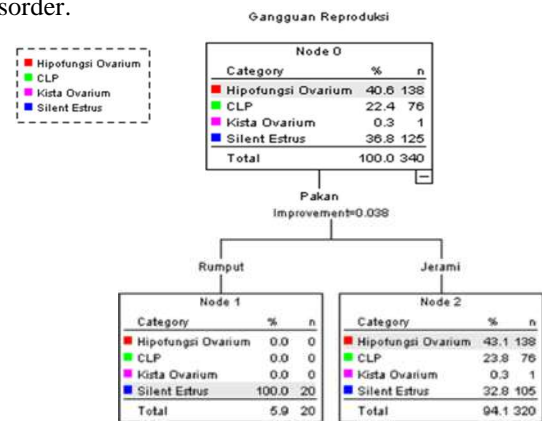 sorder.
Gangguan Reproduksi
Hipofungsi Ovarium
CLP
Kista Ovarium
Silent Estrus
Node 0
Category % n
Hipofungsi Ovarium 40.6 138
CLP 22.4 76
Kista Ovarium 0.3 1
Silent Estrus 36.8 125
Total 100.0 340
Pakan
Improvement=0.038
Rumput
Jerami
Node 1
Category % n
Hipofungsi Ovarium 0.0 0
CLP 0.0 0
Kista Ovarium 0.0 0
Silent Estrus 100.0 20
Total 5.9 20
Node 2
Category % n
Hipofungsi Ovarium 43.1 138
CLP 23.8 76
Kista Ovarium 0.3 1
Silent Estrus 32.8 105
Total 94.1 320